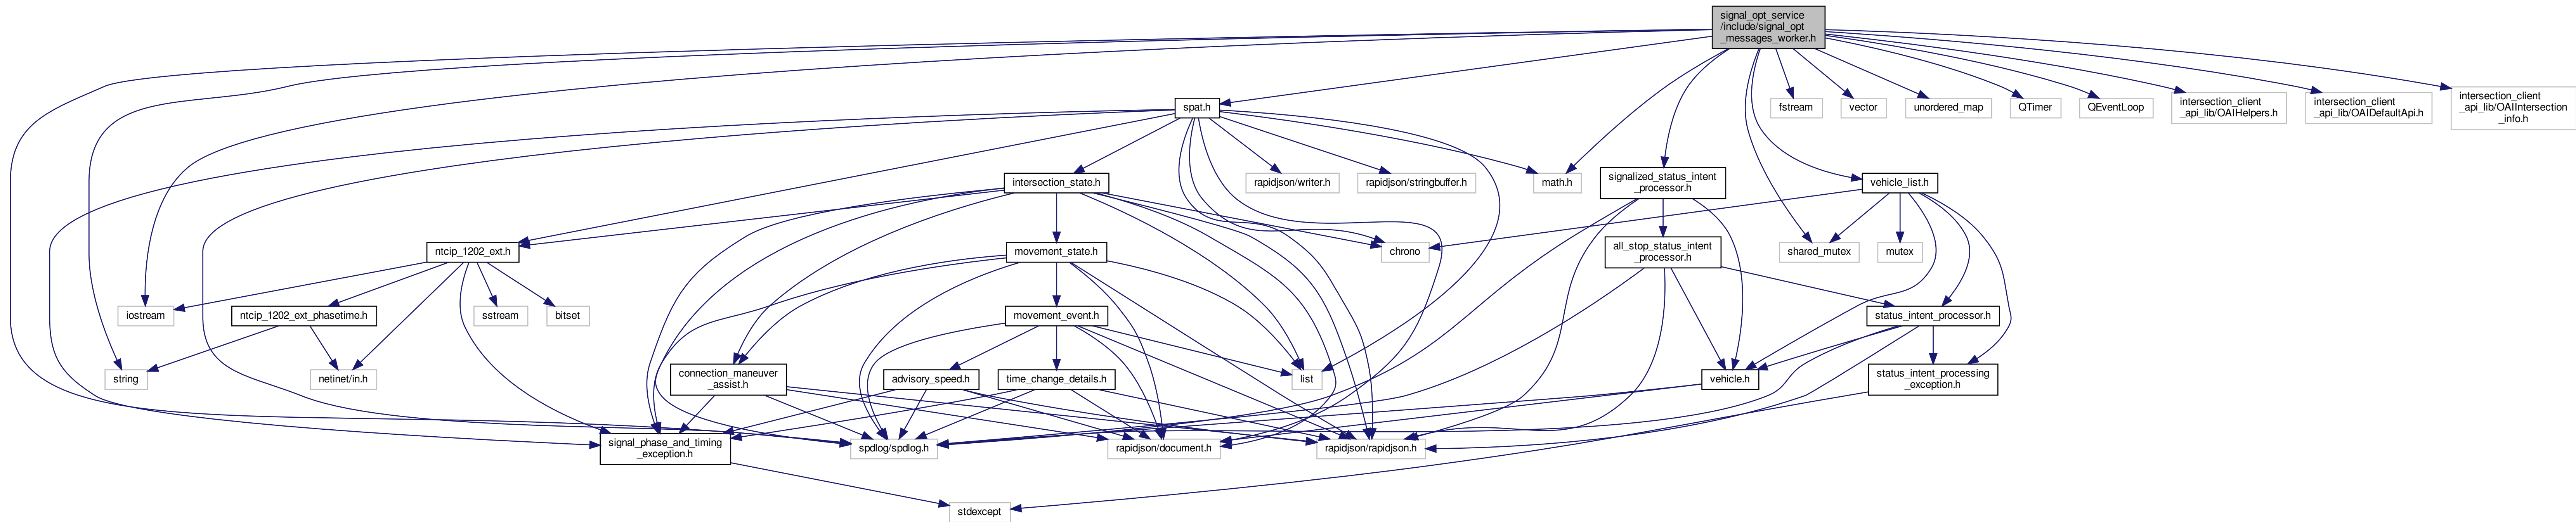 signal_opt_service
/include/signal_opt
_messages_worker.h
spat.h
fstream
vector
unordered_map
QTimer
QEventLoop
intersection_client
_api_lib/OAIHelpers.h
intersection_client
_api_lib/OAIDefaultApi.h
intersection_client
_api_lib/OAIIntersection
_info.h
intersection_state.h
rapidjson/writer.h
rapidjson/stringbuffer.h
math.h
signalized_status_intent
_processor.h
vehicle_list.h
ntcip_1202_ext.h
movement_state.h
chrono
all_stop_status_intent
_processor.h
shared_mutex
mutex
iostream
ntcip_1202_ext_phasetime.h
sstream
bitset
movement_event.h
status_intent_processor.h
string
netinet/in.h
connection_maneuver
_assist.h
advisory_speed.h
time_change_details.h
list
vehicle.h
status_intent_processing
_exception.h
signal_phase_and_timing
_exception.h
spdlog/spdlog.h
rapidjson/document.h
rapidjson/rapidjson.h
stdexcept